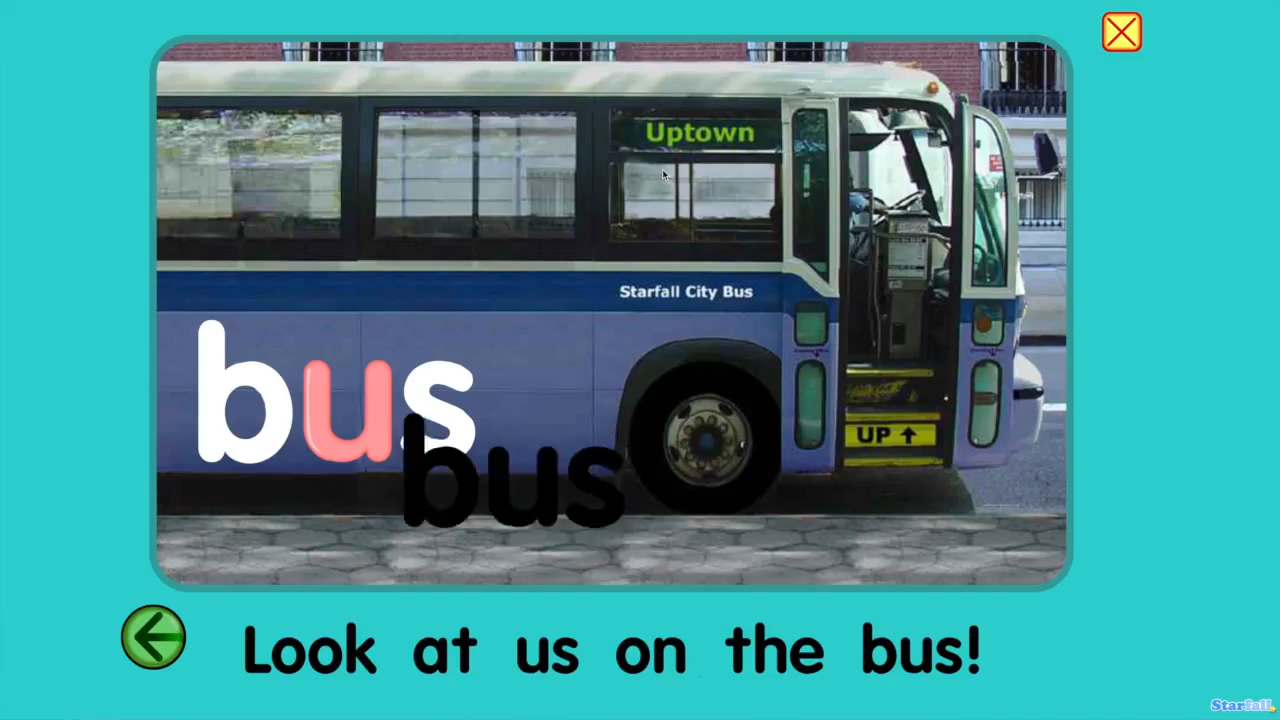 Uptown
Starfall City Bus
bus
bus
UP ↑
Look at us on the bus!
Starfall